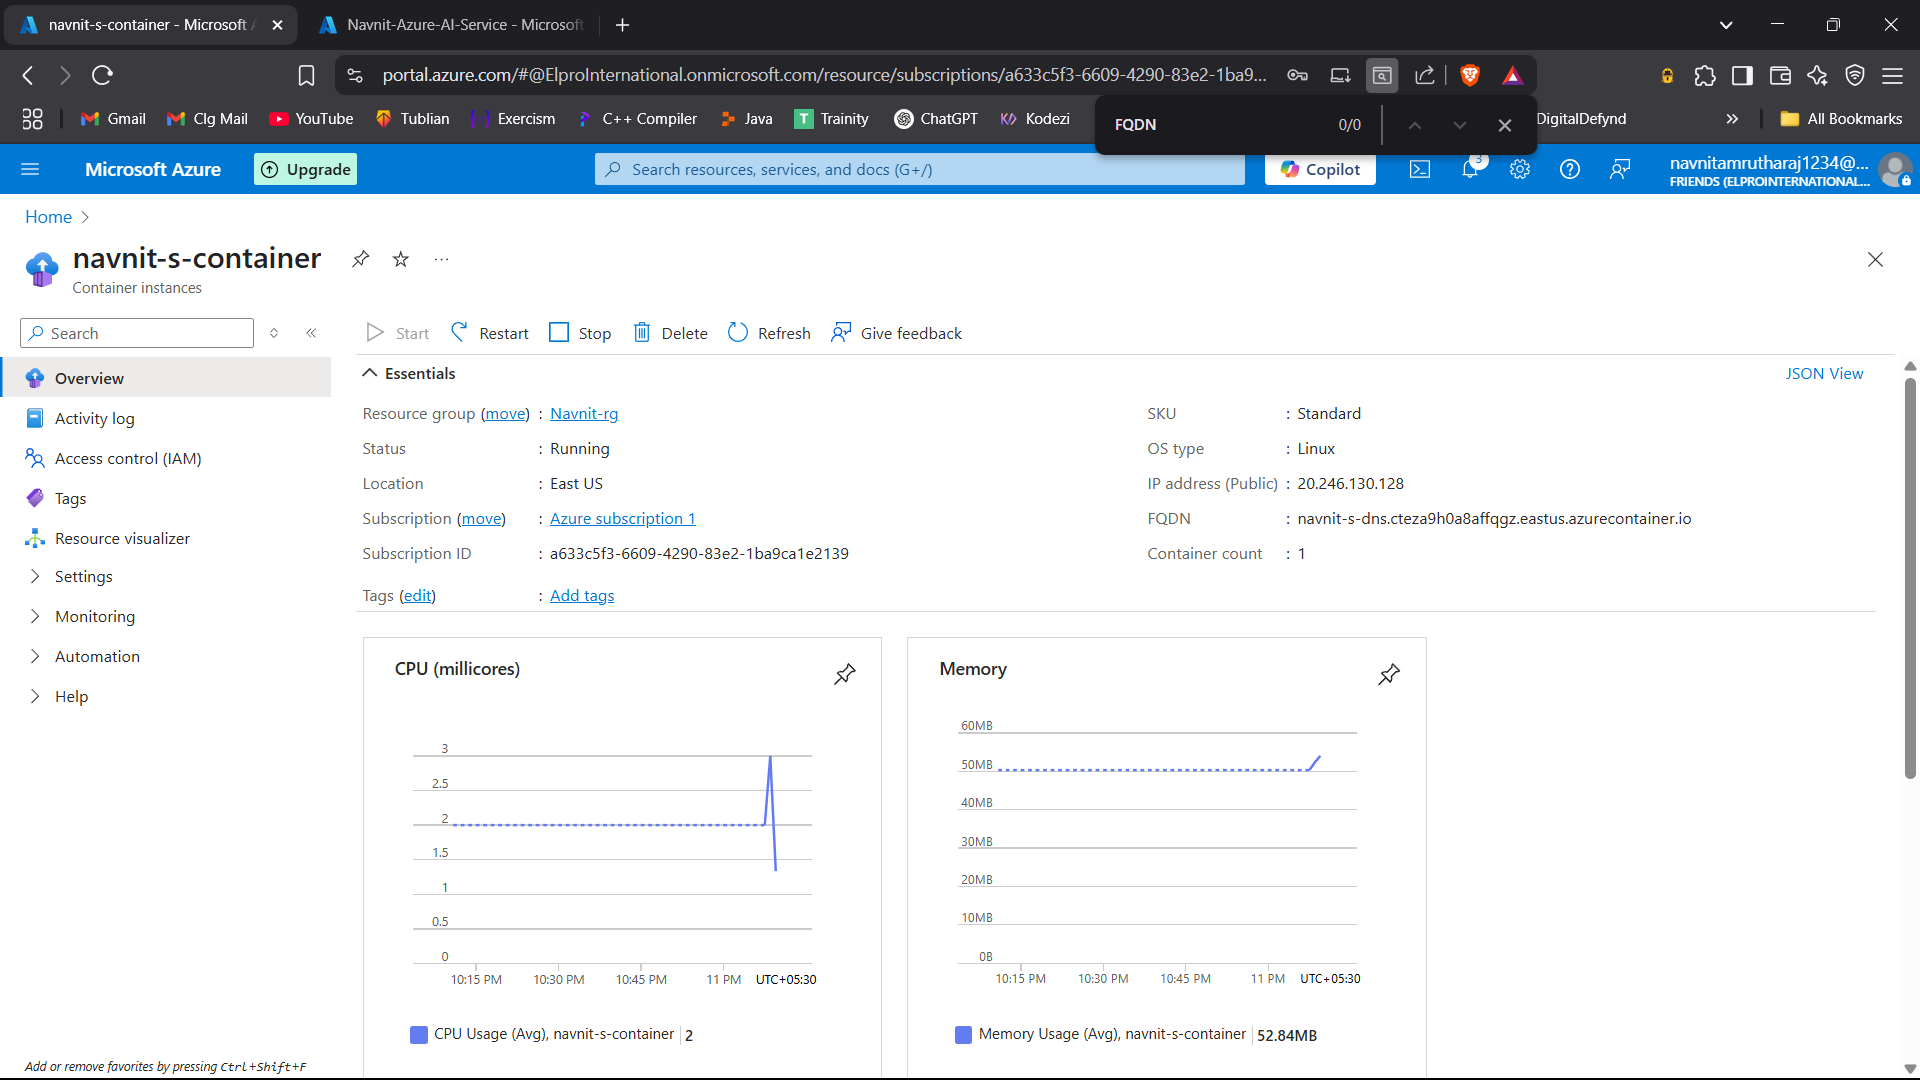 navnit-s-container - Microsoft A
Navnit-Azure-AI-Service - Microsoft
portal.azure.com/#@ElproInternational.onmicrosoft.com/resource/subscriptions/a633c5f3-6609-4290-83e2-1ba9...
Gmail
Clg Mail
YouTube
Tublian
Exercism
C++ Compiler
Java
Trainity
ChatGPT
Kodezi
FQDN
0/0
DigitalDefynd
»
All Bookmarks
Microsoft Azure
Upgrade
Search resources, services, and docs (G+/)
Copilot
3
navnitamrutharaj1234@...
FRIENDS (ELPROINTERNATIONAL...
Home
navnit-s-container
...
Container instances
Search
Start
Restart
Stop
Delete
Refresh
Give feedback
Overview
Activity log
Access control (IAM)
Tags
Resource visualizer
Settings
Monitoring
Automation
Help
Add or remove favorites by pressing Ctrl+Shift+F
Essentials
JSON View
Resource group (move) : Navnit-rg
Status : Running
Location : East US
Subscription (move) : Azure subscription 1
Subscription ID : a633c5f3-6609-4290-83e2-1ba9ca1e2139
Tags (edit) : Add tags
SKU : Standard
OS type : Linux
IP address (Public) : 20.246.130.128
FQDN : navnit-s-dns.cteza9h0a8affqgz.eastus.azurecontainer.io
Container count : 1
CPU (millicores)
3
2.5
2
1.5
1
0.5
0
10:15 PM 10:30 PM 10:45 PM 11 PM UTC+05:30
CPU Usage (Avg), navnit-s-container 2
Memory
60MB
50MB
40MB
30MB
20MB
10MB
0B
10:15 PM 10:30 PM 10:45 PM 11 PM UTC+05:30
Memory Usage (Avg), navnit-s-container 52.84MB